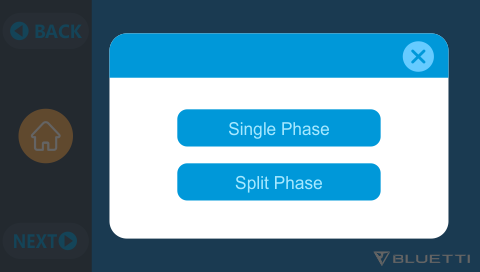 BACK
Single Phase
Split Phase
NEXT
BLUETTI